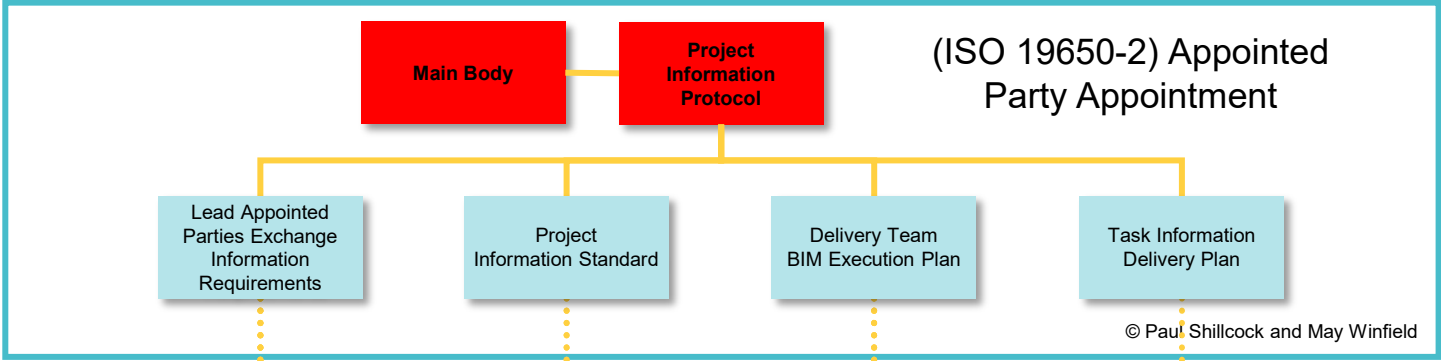 Main Body
Project
Information
Protocol
(ISO 19650-2) Appointed
Party Appointment
Lead Appointed
Parties Exchange
Information
Requirements
Project
Information Standard
Delivery Team
BIM Execution Plan
Task Information
Delivery Plan
© Paul Shillcock and May Winfield